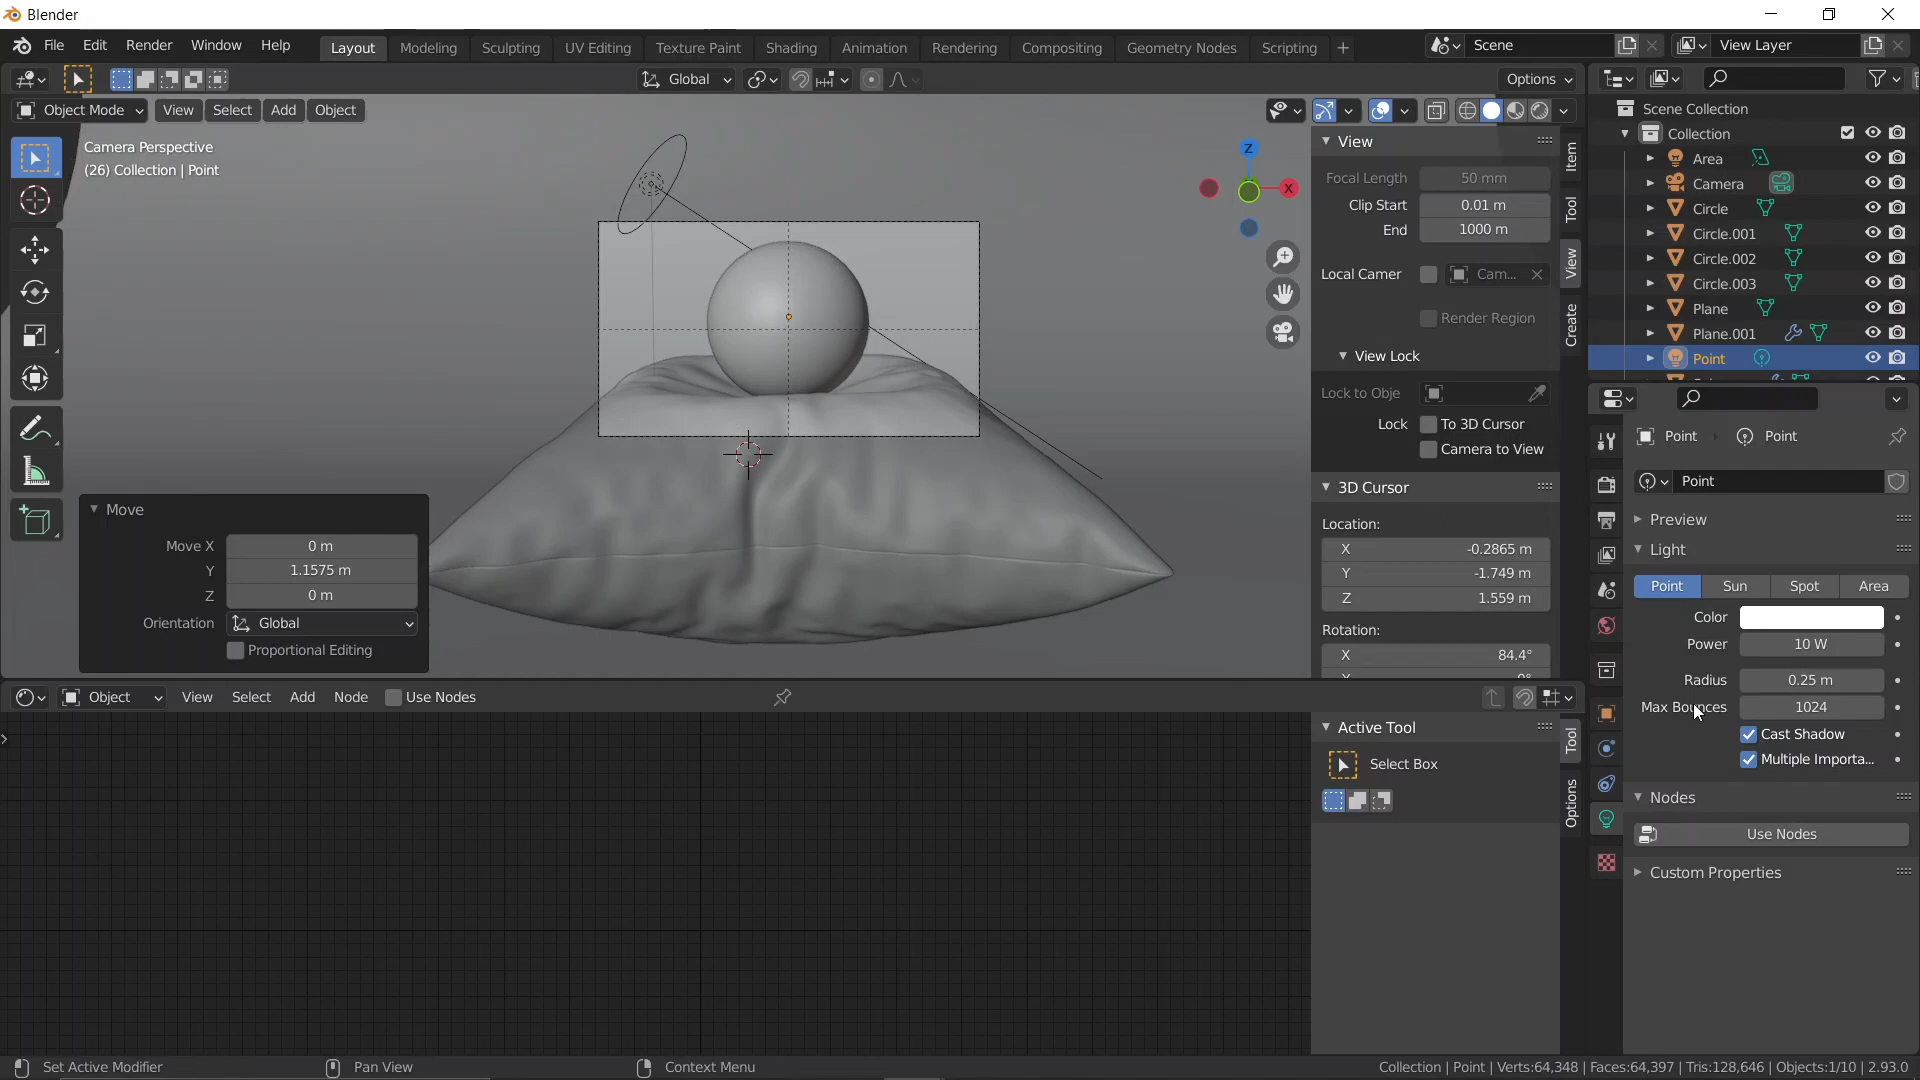 Blender
File Edit Render Window Help Layout Modeling Sculpting UV Editing Texture Paint Shading Animation Rendering Compositing Geometry Nodes Scripting + Scene View Layer
Global Options
Object Mode View Select Add Object
Camera Perspective
(26) Collection | Point
Z
X
Move
Move X 0 m
Y 1.1575 m
Z 0 m
Orientation Global
Proportional Editing
View
Focal Length 50 mm
Clip Start 0.01 m
End 1000 m
Local Camer Cam...
Render Region
View Lock
Lock to Obje
Lock To 3D Cursor
Camera to View
3D Cursor
Location:
X -0.2865 m
Y -1.749 m
Z 1.559 m
Rotation:
X 84.4°
Item
Tool
View
Create
Scene Collection
Collection
Area
Camera
Circle
Circle.001
Circle.002
Circle.003
Plane
Plane.001
Point
Point Point
Point
Preview
Light
Point Sun Spot Area
Color
Power 10 W
Radius 0.25 m
Max Bounces 1024
Cast Shadow
Multiple Importa...
Nodes
Use Nodes
Custom Properties
Object View Select Add Node Use Nodes
Active Tool
Select Box
Tool
Options
Set Active Modifier Pan View Context Menu Collection | Point | Verts:64,348 | Faces:64,397 | Tris:128,646 | Objects:1/10 | 2.93.0